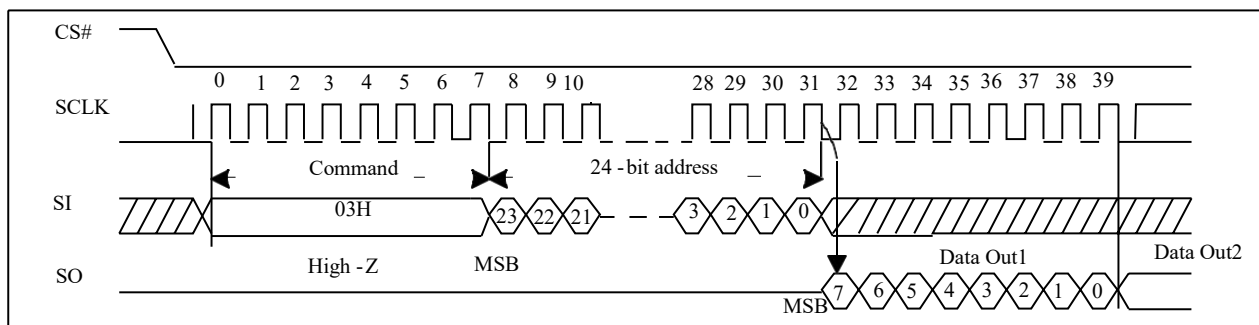 CS#
0 1 2 3 4 5 6 7 8 9 10 28 29 30 31 32 33 34 35 36 37 38 39
SCLK
Command 24 -bit address
SI
03H 23 22 21 3 2 1 0
High -Z MSB Data Out1 Data Out2
SO
MSB 7 6 5 4 3 2 1 0